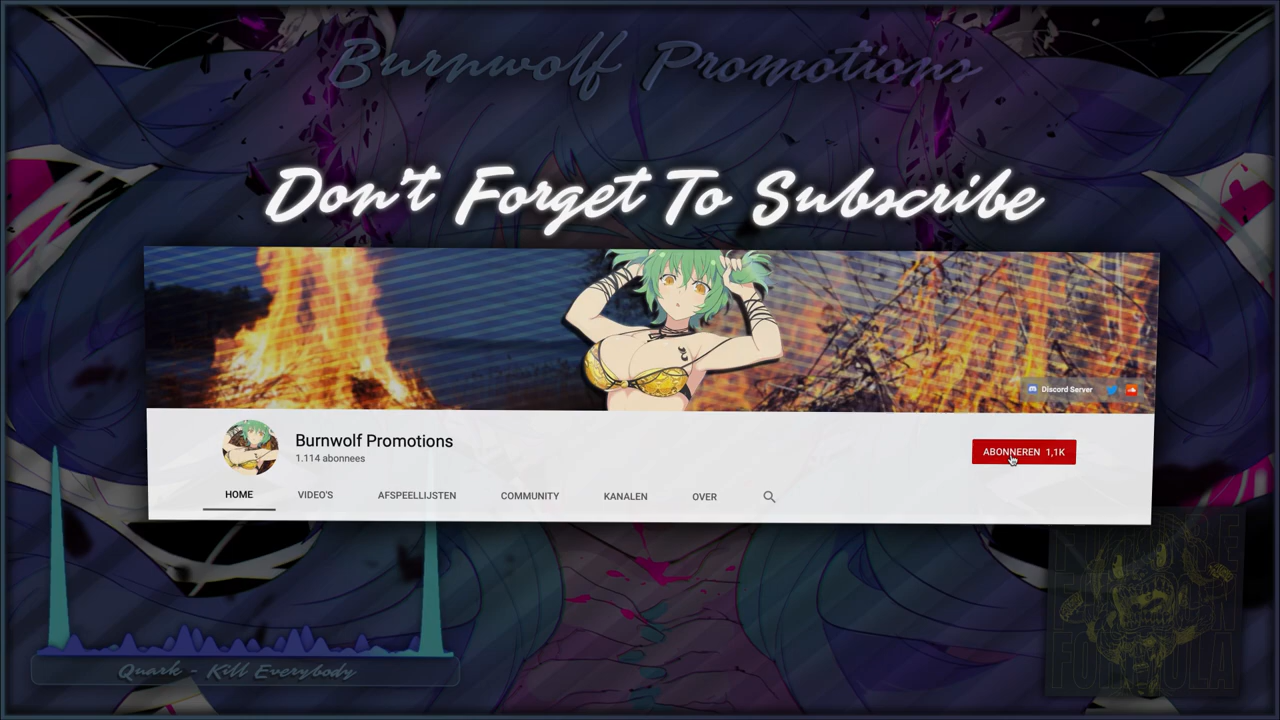 Burnwolf Promotions
Don't Forget To Subscribe
Discord Server
Burnwolf Promotions
1.114 abonnees
ABONNEREN 1,1K
HOME VIDEO'S AFSPEELLIJSTEN COMMUNITY KANALEN OVER
Quark - Kill Everybody